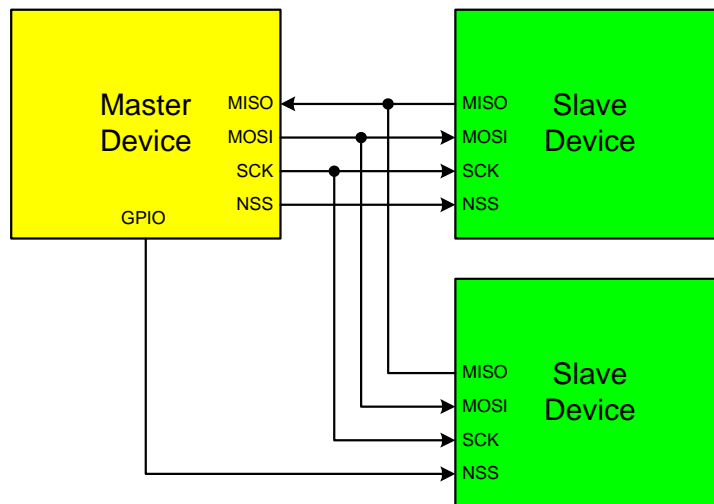 Master
Device
MISO
MOSI
SCK
NSS
GPIO
MISO
MOSI
SCK
NSS
Slave
Device
MISO
MOSI
SCK
NSS
Slave
Device